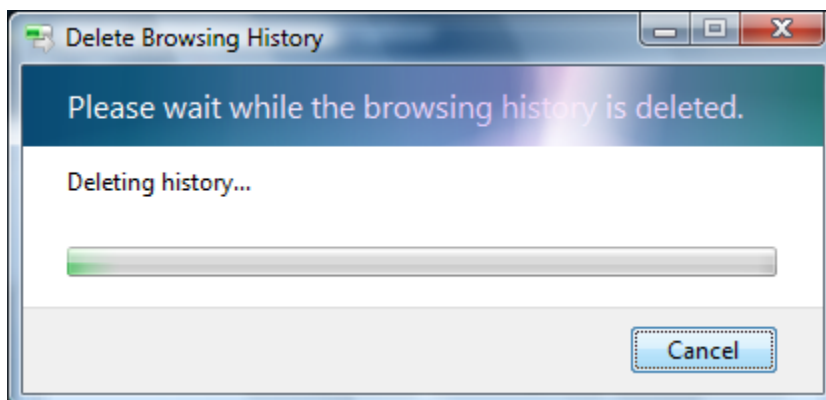 Delete Browsing History
Please wait while the browsing history is deleted.
Deleting history...
Cancel